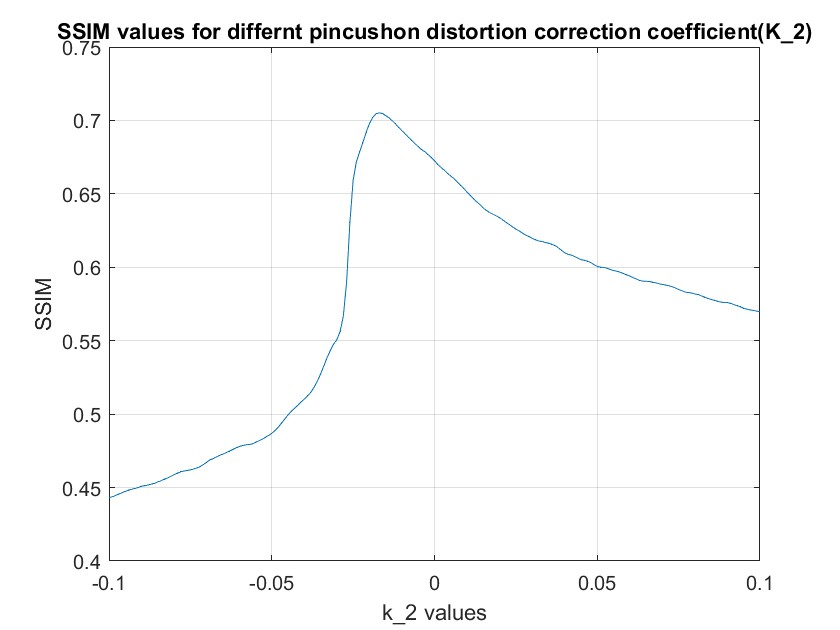 SSIM values for differnt pincushon distortion correction coefficient(K_2)
0.75
0.7
0.65
0.6
0.55
0.5
0.45
0.4
SSIM
-0.1 -0.05 0 0.05 0.1
k_2 values